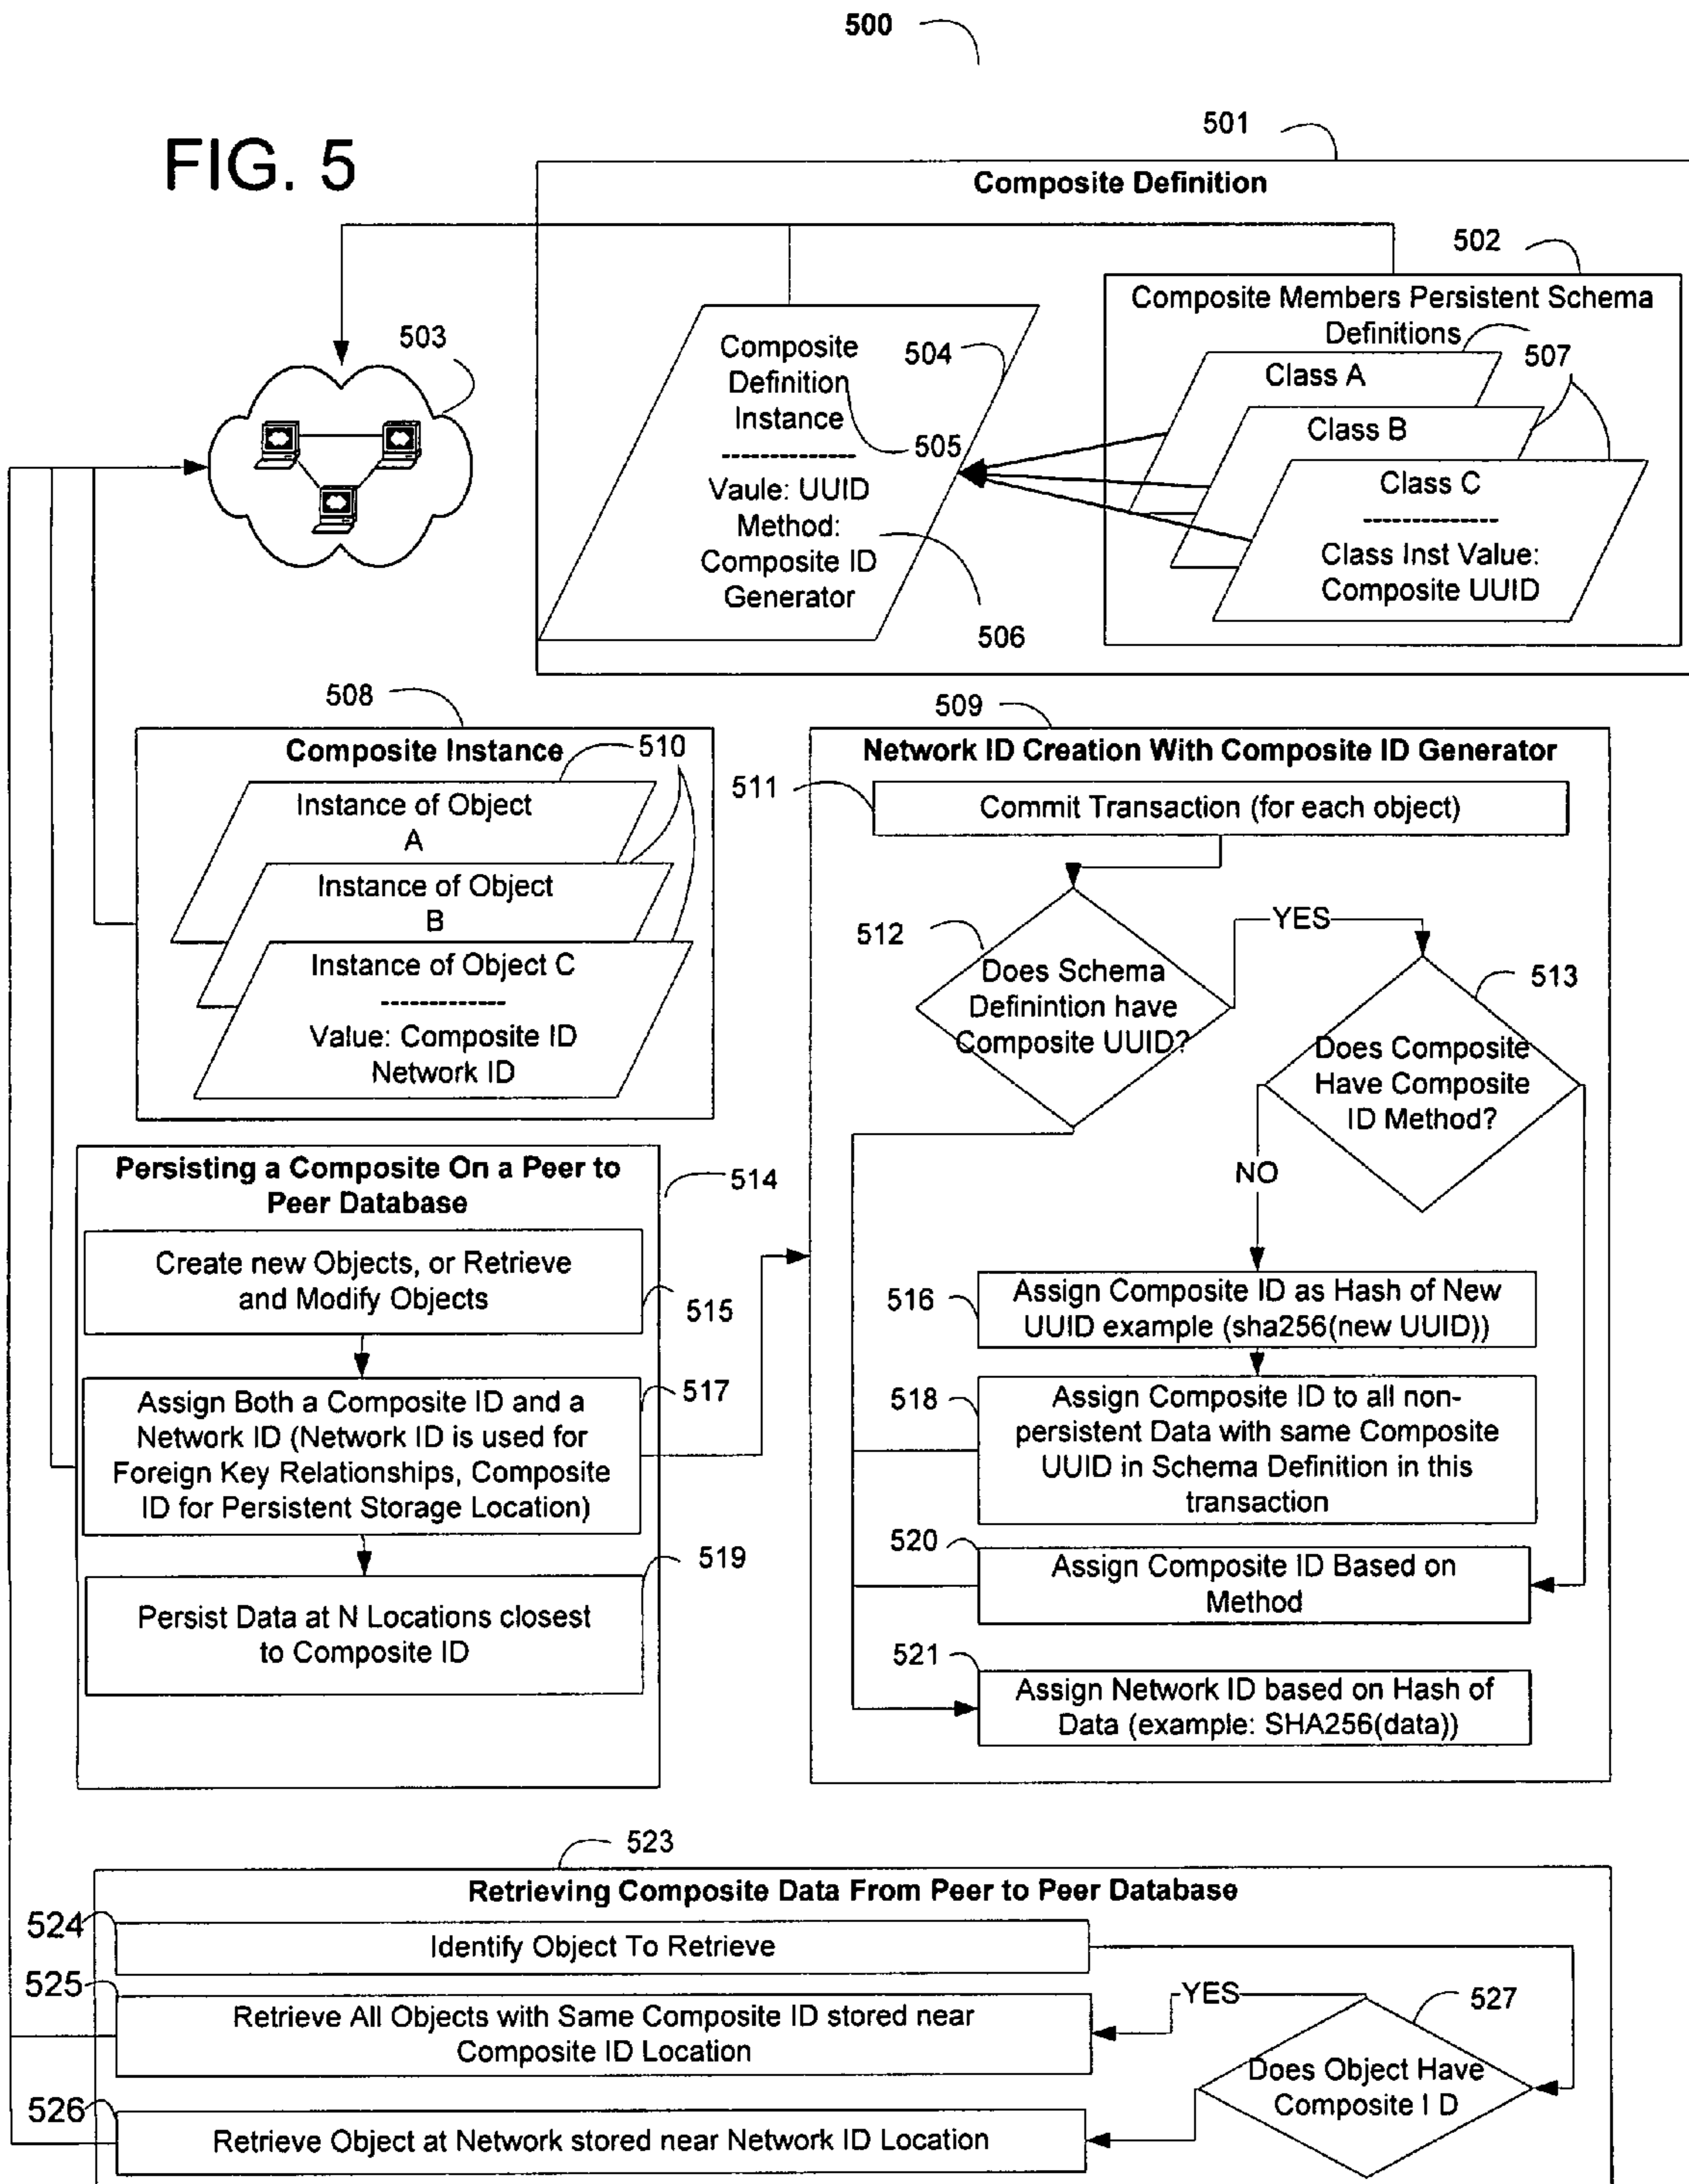 500
FIG. 5
501
Composite Definition
502
Composite Members Persistent Schema
Definitions
507
Class A
Class B
Class C
--------------
Class Inst Value:
Composite UUID
503
Composite
Definition
Instance
--------------
Vaule: UUID
Method:
Composite ID
Generator
504
505
506
508
Composite Instance
510
Instance of Object
A
Instance of Object
B
Instance of Object C
-------------
Value: Composite ID
Network ID
509
Network ID Creation With Composite ID Generator
511
Commit Transaction (for each object)
512
Does Schema
Definintion have
Composite UUID?
YES
513
Does Composite
Have Composite
ID Method?
NO
516
Assign Composite ID as Hash of New
UUID example (sha256(new UUID))
518
Assign Composite ID to all non-
persistent Data with same Composite
UUID in Schema Definition in this
transaction
520
Assign Composite ID Based on
Method
521
Assign Network ID based on Hash of
Data (example: SHA256(data))
Persisting a Composite On a Peer to
Peer Database
514
Create new Objects, or Retrieve
and Modify Objects
515
Assign Both a Composite ID and a
Network ID (Network ID is used for
Foreign Key Relationships, Composite
ID for Persistent Storage Location)
517
Persist Data at N Locations closest
to Composite ID
519
523
Retrieving Composite Data From Peer to Peer Database
524
Identify Object To Retrieve
525
Retrieve All Objects with Same Composite ID stored near
Composite ID Location
YES
527
Does Object Have
Composite I D
526
Retrieve Object at Network stored near Network ID Location